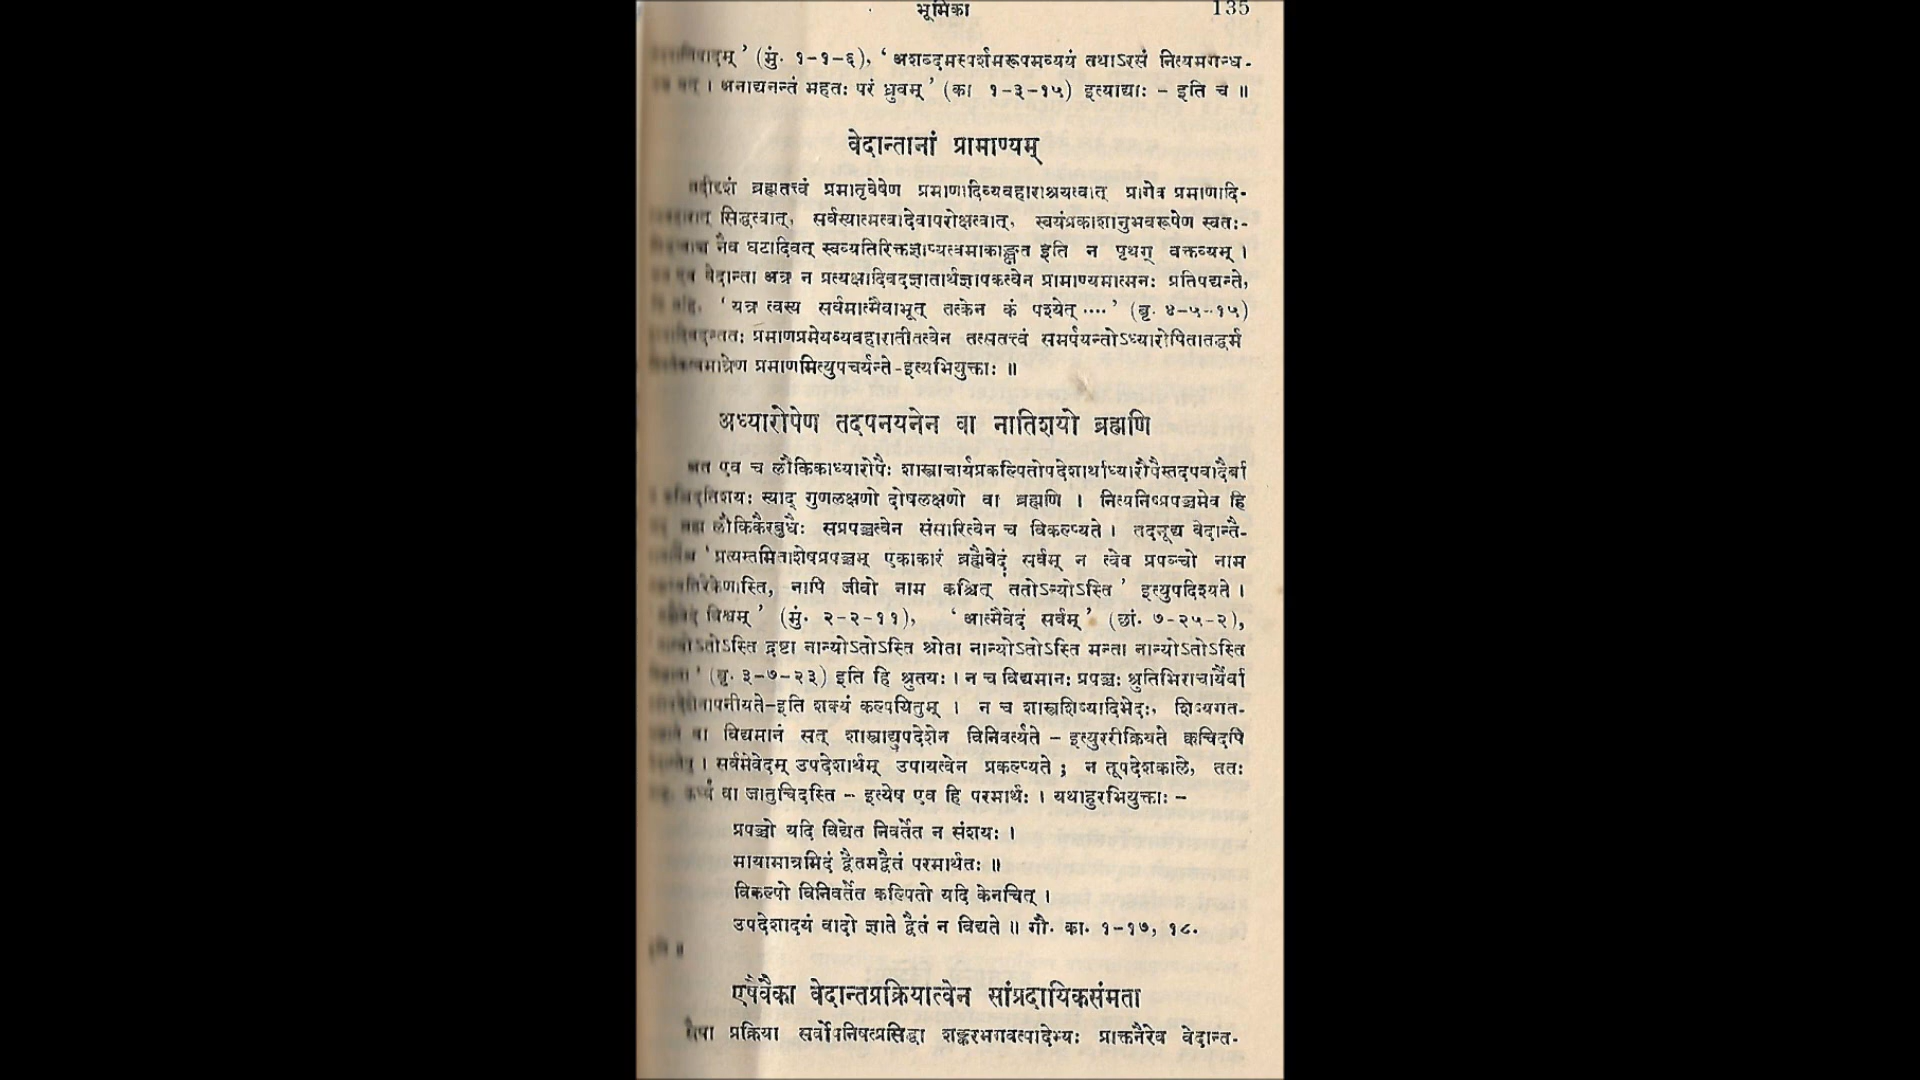 भूमिका 135
(मुं. १-१-६), ' अशब्दमस्पर्शमरूपमव्ययं तथाऽरसं नित्यमगन्ध-
। अनाद्यनन्तं महतः परं ध्रुवम् ' (का १-३-१५) इत्याद्याः - इति च ॥
वेदान्तानां प्रामाण्यम्
तदीदृशं ब्रह्मतत्त्वं प्रमातृवेषेण प्रमाणादिव्यवहाराश्रयत्वात् प्रागेव प्रमाणादि-
सिद्धत्वात्, सर्वस्यात्मत्वादेवापरोक्षत्वात्, स्वयंप्रकाशानुभवरूपेण स्वतः-
नैव घटादिवत् स्वव्यतिरिक्तज्ञाप्यत्वमाकाङ्क्षत इति न पृथग् वक्तव्यम् ।
वेदान्ता अत्र न प्रत्यक्षादिवदज्ञातार्थज्ञापकत्वेन प्रामाण्यमात्मनः प्रतिपद्यन्ते,
' यत्र त्वस्य सर्वमात्मैवाभूत् तत्केन कं पश्येत् .... ' (बृ. ४-५-१५)
प्रमाणप्रमेयव्यवहारातीतत्वेन तत्सतत्त्वं समर्पयन्तोऽध्यारोपितातद्धर्म
प्रमाणमित्युपचर्यन्ते-इत्यभियुक्ताः ॥
अध्यारोपेण तदपनयनेन वा नातिशयो ब्रह्मणि
अत एव च लौकिकाध्यारोपैः शास्त्राचार्यप्रकल्पितोपदेशार्थाध्यारोपैस्तदपवादैर्वा
स्याद् गुणलक्षणो दोषलक्षणो वा ब्रह्मणि । नित्यनिष्प्रपञ्चमेव हि
लौकिकैरबुधैः सप्रपञ्चत्वेन संसारित्वेन च विकल्प्यते । तदनूद्य वेदान्तै-
' प्रत्यस्तमिताशेषप्रपञ्चम् एकाकारं ब्रह्मैवेदं सर्वम् न त्वेव प्रपञ्चो नाम
नापि जीवो नाम कश्चित् ततोऽन्योऽस्ति ' इत्युपदिश्यते ।
विश्वम् ' (मुं. २-२-११), ' आत्मैवेदं सर्वम् ' (छां. ७-२५-२),
द्रष्टा नान्योऽतोऽस्ति श्रोता नान्योऽतोऽस्ति मन्ता नान्योऽतोऽस्ति
(बृ. ३-७-२३) इति हि श्रुतयः । न च विद्यमानः प्रपञ्चः श्रुतिभिराचार्यैर्वा
इति शक्यं कल्पयितुम् । न च शास्त्रशिष्यादिभेदः, शिष्यगत-
वा विद्यमानं सत् शास्त्राद्युपदेशेन विनिवर्त्यते - इत्युररीक्रियते क्वचिदपि
। सर्वमेवेदम् उपदेशार्थम् उपायत्वेन प्रकल्प्यते ; न तूपदेशकाले, ततः
वा जातुचिदस्ति - इत्येष एव हि परमार्थः । यथाहुरभियुक्ताः -
प्रपञ्चो यदि विद्येत निवर्तेत न संशयः ।
मायामात्रमिदं द्वैतमद्वैतं परमार्थतः ॥
विकल्पो विनिवर्तेत कल्पितो यदि केनचित् ।
उपदेशादयं वादो ज्ञाते द्वैतं न विद्यते ॥ गौ. का. १-१७, १८.
इति ॥
एषैवैका वेदान्तप्रक्रियात्वेन सांप्रदायिकसंमता
सैषा प्रक्रिया सर्वोपनिषत्प्रसिद्धा शङ्करभगवत्पादेभ्यः प्राक्तनैरेव वेदान्त-